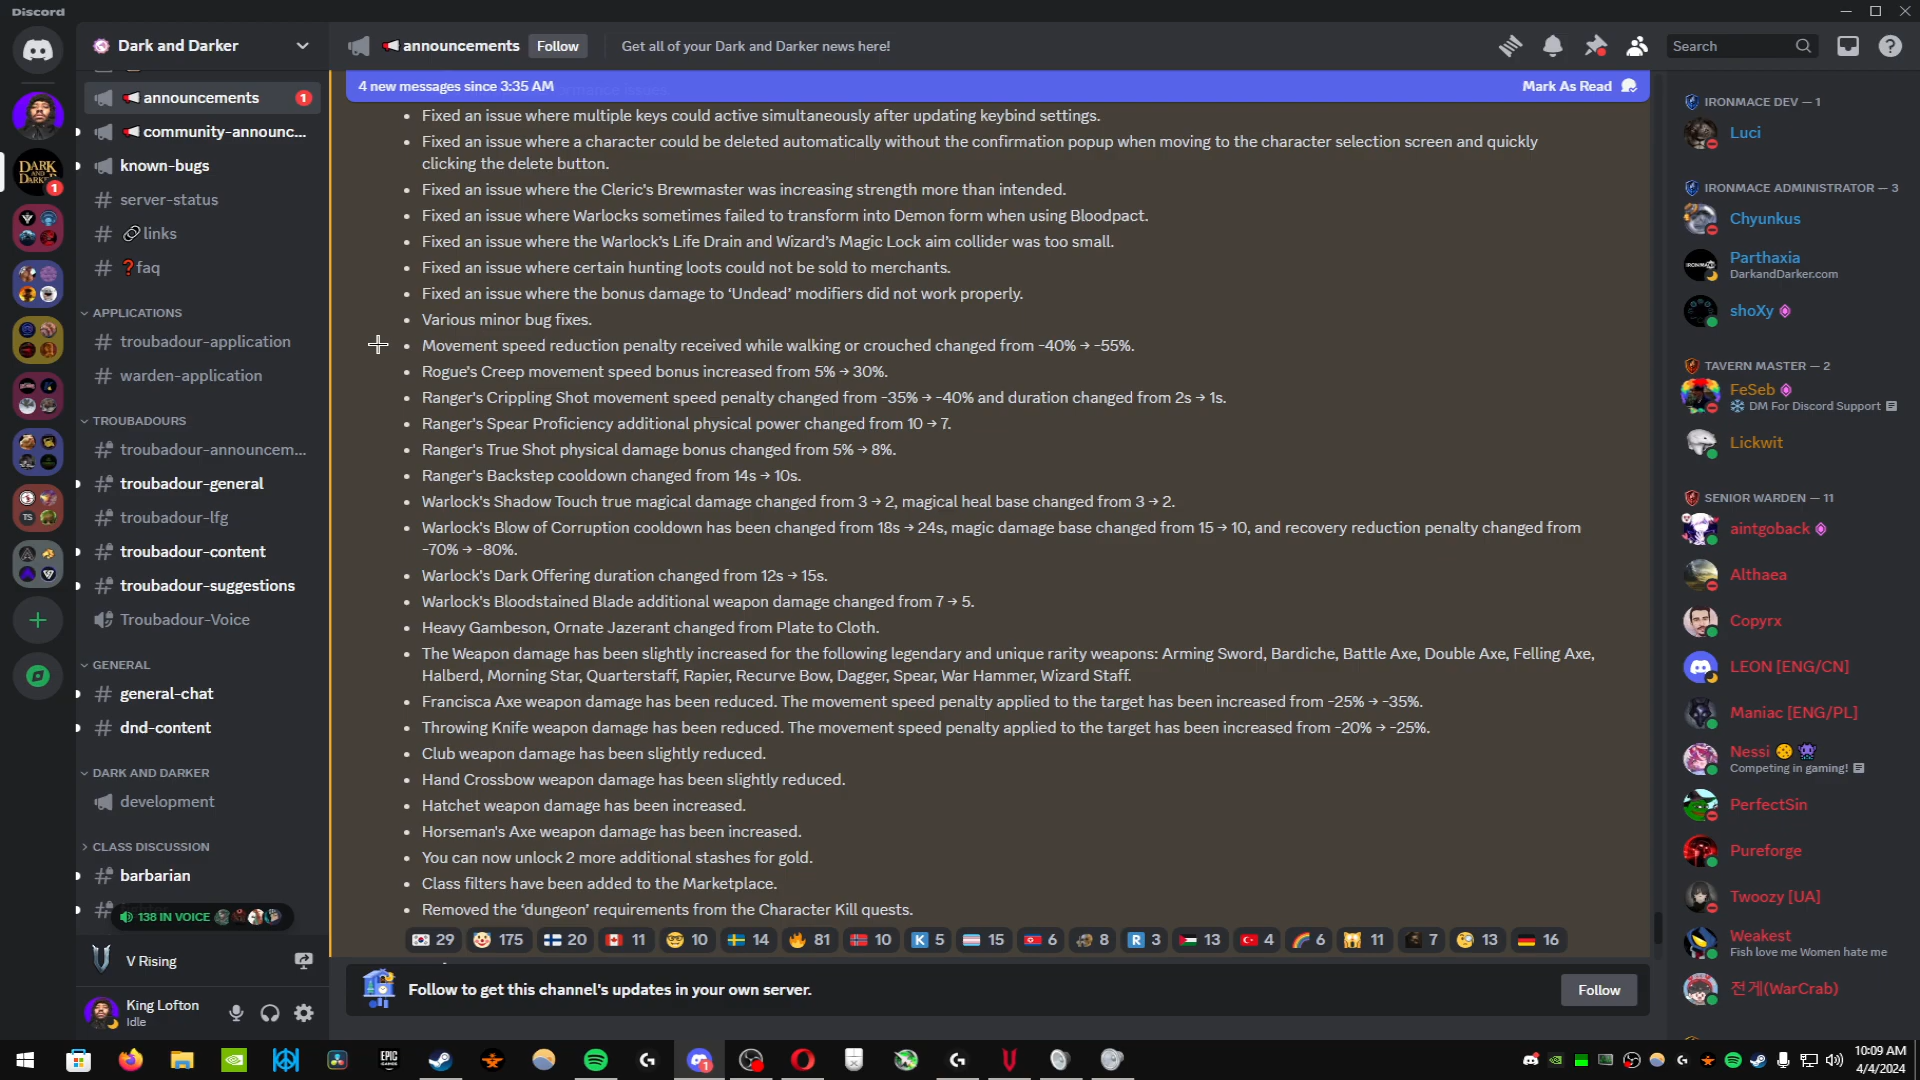 Discord
Dark and Darker
announcements
Follow
Get all of your Dark and Darker news here!
Search
announcements
1
community-announc...
known-bugs
server-status
links
faq
APPLICATIONS
troubadour-application
warden-application
TROUBADOURS
troubadour-announcem...
troubadour-general
troubadour-lfg
troubadour-content
troubadour-suggestions
Troubadour-Voice
GENERAL
general-chat
dnd-content
DARK AND DARKER
development
CLASS DISCUSSION
barbarian
138 IN VOICE
V Rising
King Lofton
Idle
DARK AND DARKER
1
TS
4 new messages since 3:35 AM
Mark As Read
Fixed an issue where multiple keys could active simultaneously after updating keybind settings.
Fixed an issue where a character could be deleted automatically without the confirmation popup when moving to the character selection screen and quickly
clicking the delete button.
Fixed an issue where the Cleric's Brewmaster was increasing strength more than intended.
Fixed an issue where Warlocks sometimes failed to transform into Demon form when using Bloodpact.
Fixed an issue where the Warlock’s Life Drain and Wizard’s Magic Lock aim collider was too small.
Fixed an issue where certain hunting loots could not be sold to merchants.
Fixed an issue where the bonus damage to ‘Undead’ modifiers did not work properly.
Various minor bug fixes.
Movement speed reduction penalty received while walking or crouched changed from -40% → -55%.
Rogue's Creep movement speed bonus increased from 5% → 30%.
Ranger's Crippling Shot movement speed penalty changed from -35% → -40% and duration changed from 2s → 1s.
Ranger's Spear Proficiency additional physical power changed from 10 → 7.
Ranger's True Shot physical damage bonus changed from 5% → 8%.
Ranger's Backstep cooldown changed from 14s → 10s.
Warlock's Shadow Touch true magical damage changed from 3 → 2, magical heal base changed from 3 → 2.
Warlock's Blow of Corruption cooldown has been changed from 18s → 24s, magic damage base changed from 15 → 10, and recovery reduction penalty changed from
-70% → -80%.
Warlock's Dark Offering duration changed from 12s → 15s.
Warlock's Bloodstained Blade additional weapon damage changed from 7 → 5.
Heavy Gambeson, Ornate Jazerant changed from Plate to Cloth.
The Weapon damage has been slightly increased for the following legendary and unique rarity weapons: Arming Sword, Bardiche, Battle Axe, Double Axe, Felling Axe,
Halberd, Morning Star, Quarterstaff, Rapier, Recurve Bow, Dagger, Spear, War Hammer, Wizard Staff.
Francisca Axe weapon damage has been reduced. The movement speed penalty applied to the target has been increased from -25% → -35%.
Throwing Knife weapon damage has been reduced. The movement speed penalty applied to the target has been increased from -20% → -25%.
Club weapon damage has been slightly reduced.
Hand Crossbow weapon damage has been slightly reduced.
Hatchet weapon damage has been increased.
Horseman's Axe weapon damage has been increased.
You can now unlock 2 more additional stashes for gold.
Class filters have been added to the Marketplace.
Removed the ‘dungeon’ requirements from the Character Kill quests.
29 175 20 11 10 14 81 10 K 5 15 6 8 R 3 13 4 6 11 7 13 16
Follow to get this channel's updates in your own server.
Follow
IRONMACE DEV — 1
Luci
IRONMACE ADMINISTRATOR — 3
Chyunkus
Parthaxia
DarkandDarker.com
shoXy
TAVERN MASTER — 2
FeSeb
DM For Discord Support
Lickwit
SENIOR WARDEN — 11
aintgoback
Althaea
Copyrx
LEON [ENG/CN]
Maniac [ENG/PL]
Nessi
Competing in gaming!
PerfectSin
Pureforge
Twoozy [UA]
Weakest
Fish love me Women hate me
전게(WarCrab)
EPIC
1
10:09 AM
4/4/2024